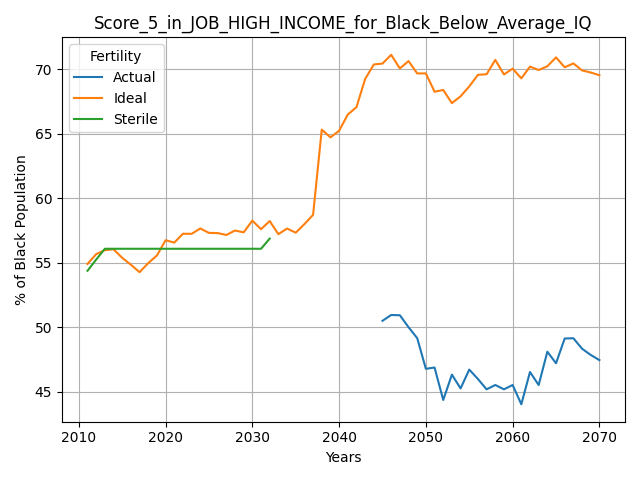 Score_5_in_JOB_HIGH_INCOME_for_Black_Below_Average_IQ
Fertility
Actual
Ideal
Sterile
% of Black Population
70
65
60
55
50
45
2010 2020 2030 2040 2050 2060 2070
Years